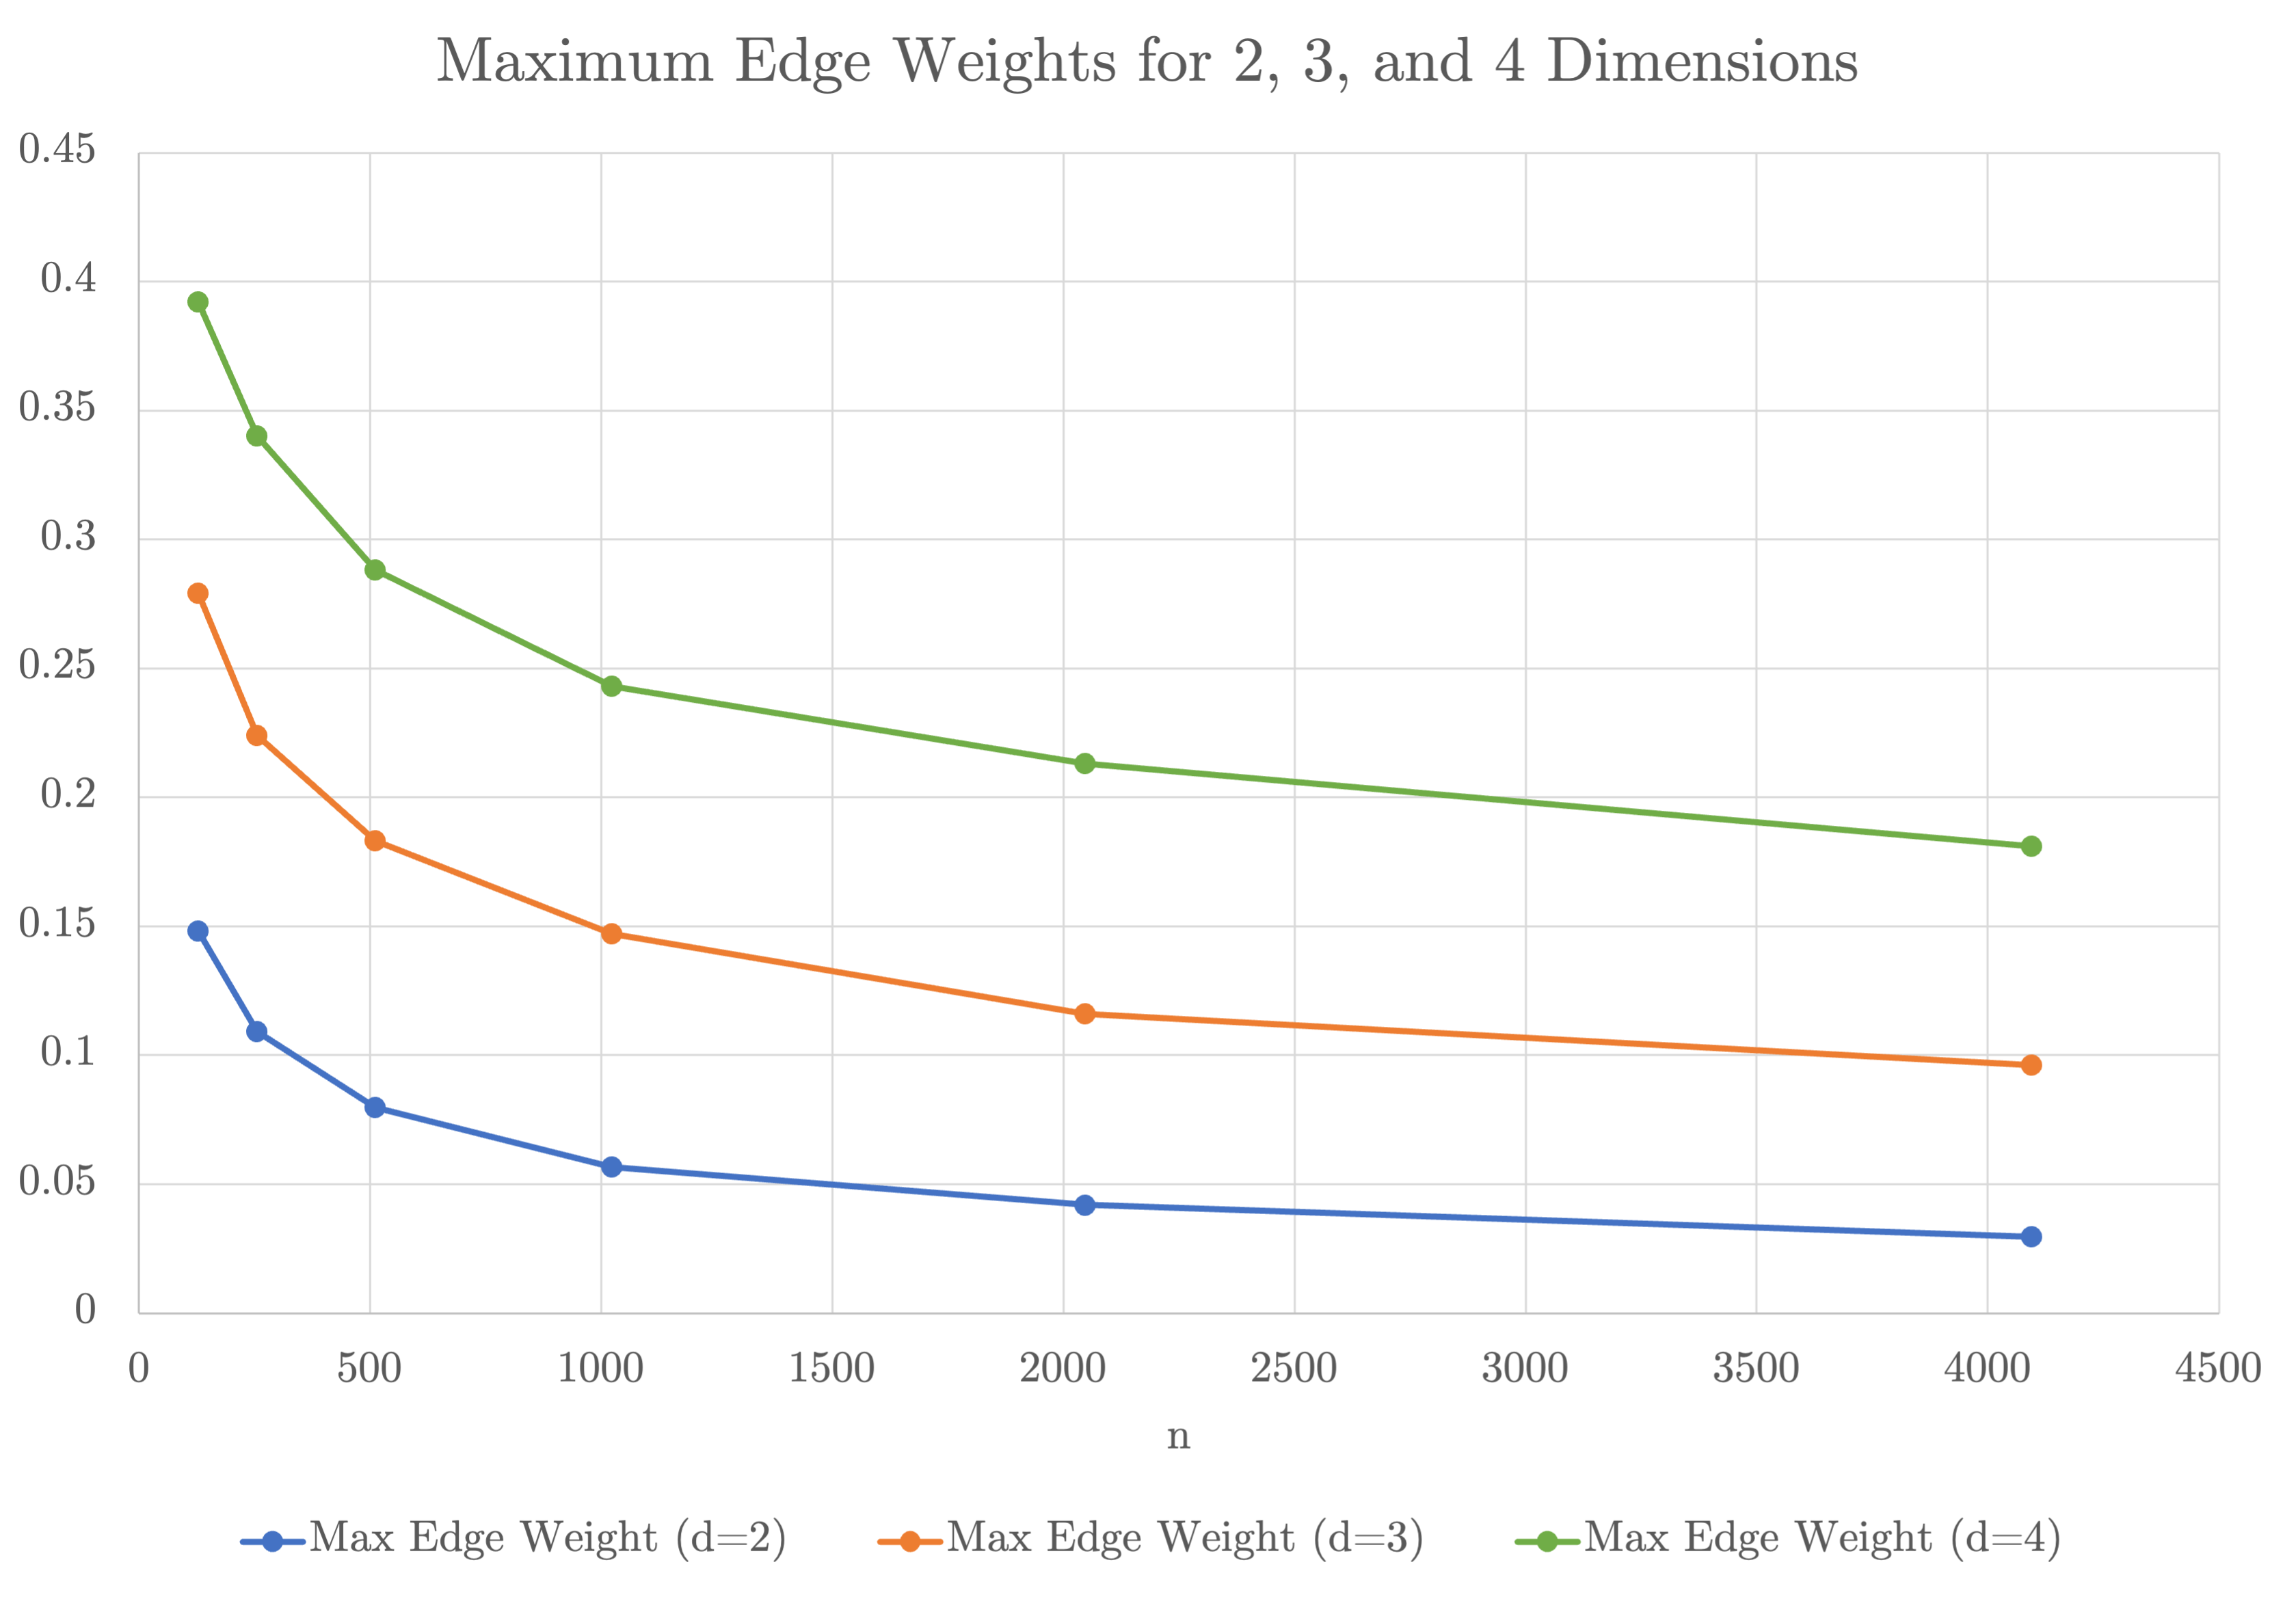 Maximum Edge Weights for 2, 3, and 4 Dimensions
0.45
0.4
0.35
0.3
0.25
0.2
0.15
0.1
0.05
0
0 500 1000 1500 2000 2500 3000 3500 4000 4500
n
Max Edge Weight (d=2) Max Edge Weight (d=3) Max Edge Weight (d=4)